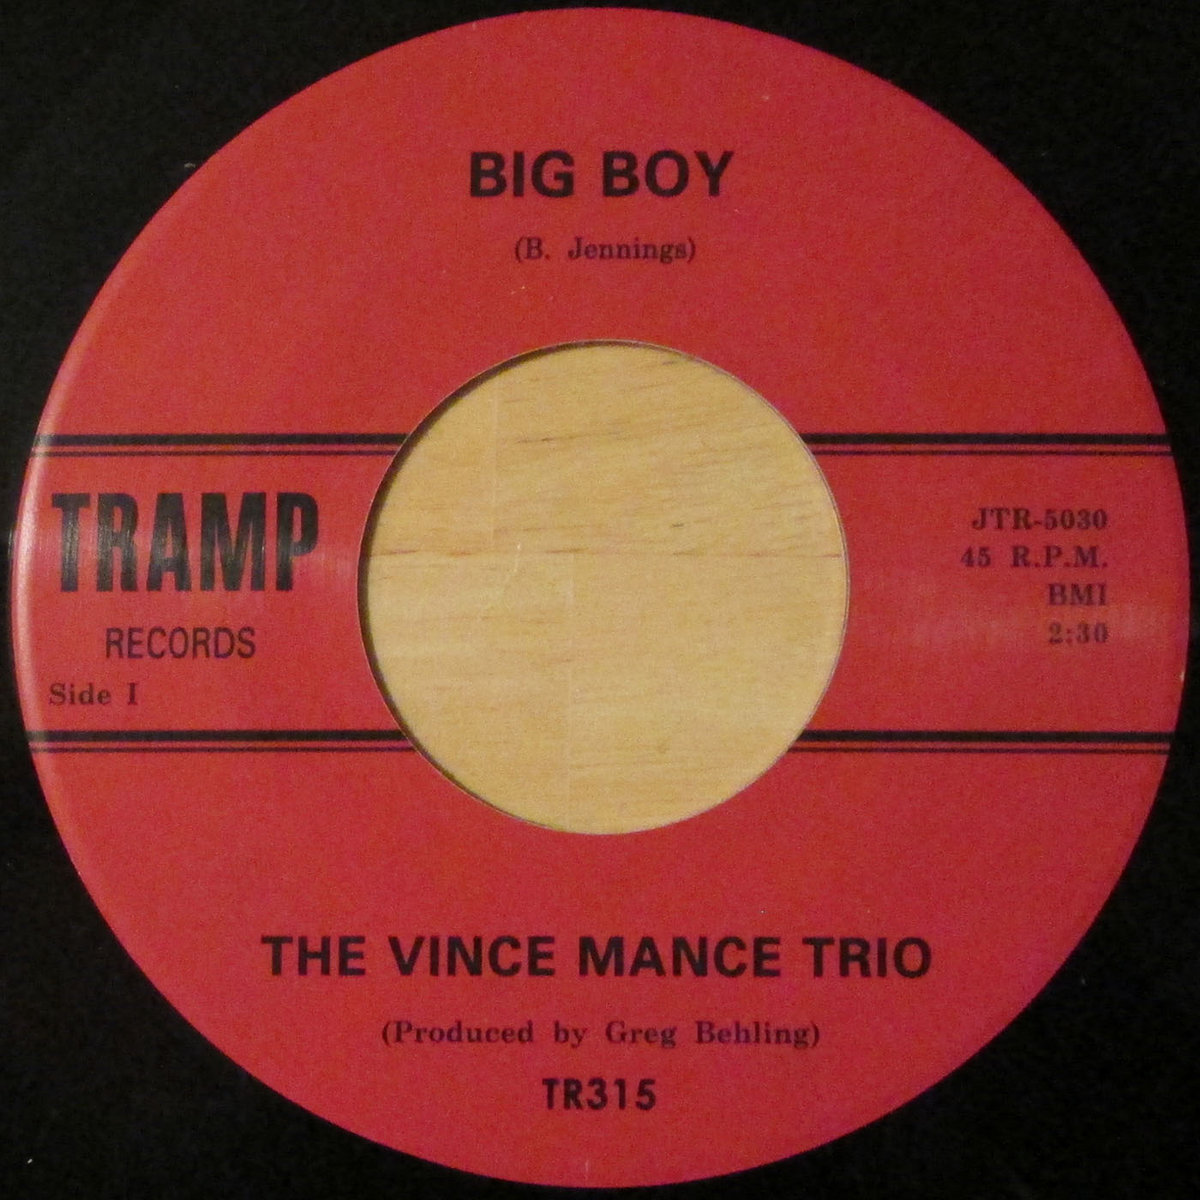 BIG BOY
(B. Jennings)
TRAMP
RECORDS
Side I
JTR-5030
45 R.P.M.
BMI
2:30
THE VINCE MANCE TRIO
(Produced by Greg Behling)
TR315